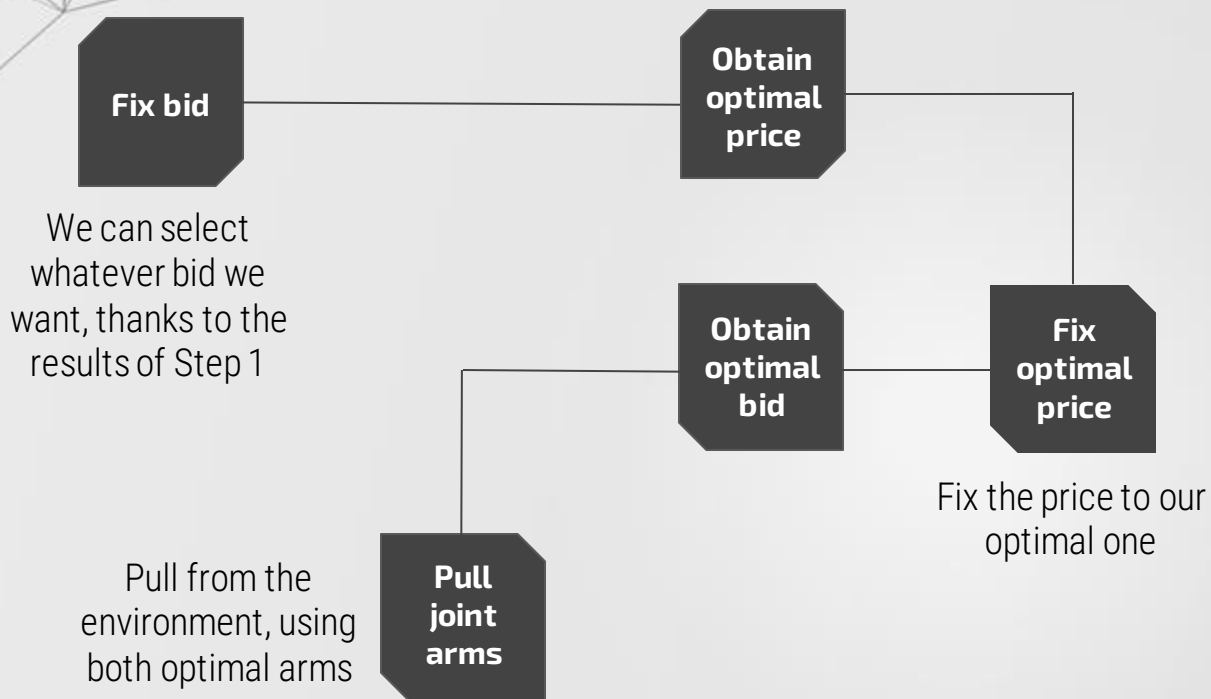 Fix bid
Obtain
optimal
price
We can select
whatever bid we
want, thanks to the
results of Step 1
Obtain
optimal
bid
Fix
optimal
price
Fix the price to our
optimal one
Pull from the
environment, using
both optimal arms
Pull
joint
arms